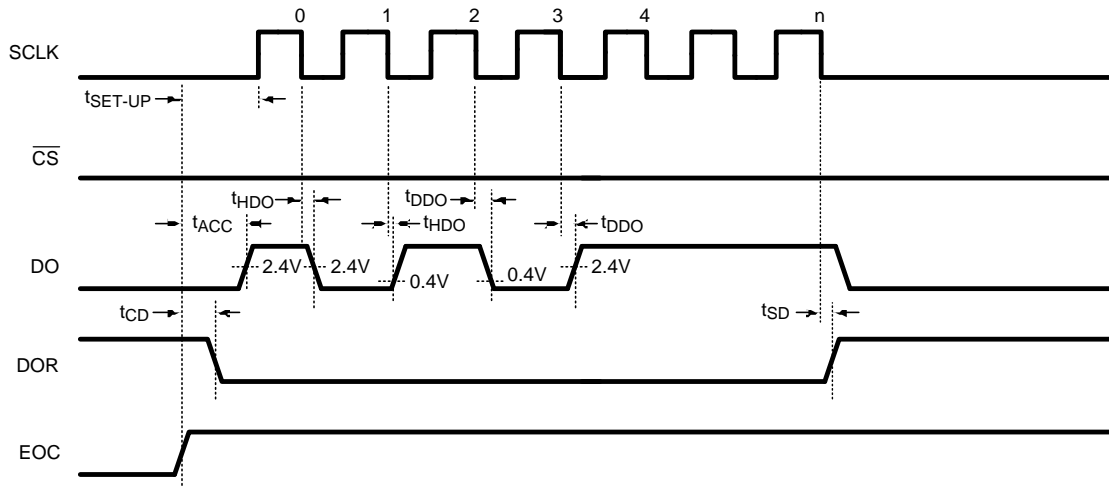 0 1 2 3 4 n
SCLK
tSET-UP
CS
tHDO tDDO
tACC tHDO tDDO
DO 2.4V 2.4V 0.4V 0.4V 2.4V
tCD tSD
DOR
EOC